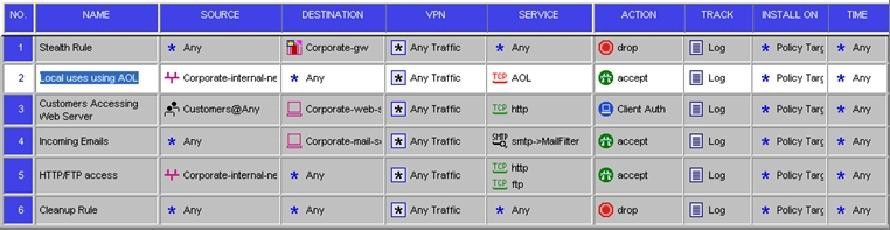 NO. NAME SOURCE DESTINATION VPN SERVICE ACTION TRACK INSTALL ON TIME
1 Stealth Rule * Any Corporate-gw * Any Traffic * Any drop Log * Policy Targ * Any
2 Local uses using AOL Corporate-internal-ne * Any * Any Traffic TCP AOL accept Log * Policy Targ * Any
3 Customers Accessing Web Server Customers@Any Corporate-web-s * Any Traffic TCP http Client Auth Log * Policy Targ * Any
4 Incoming Emails * Any Corporate-mail-s * Any Traffic SMTP smtp->MailFilter accept Log * Policy Targ * Any
5 HTTP/FTP access Corporate-internal-ne * Any * Any Traffic TCP http accept Log * Policy Targ * Any
TCP ftp
6 Cleanup Rule * Any * Any * Any Traffic * Any drop Log * Policy Targ * Any